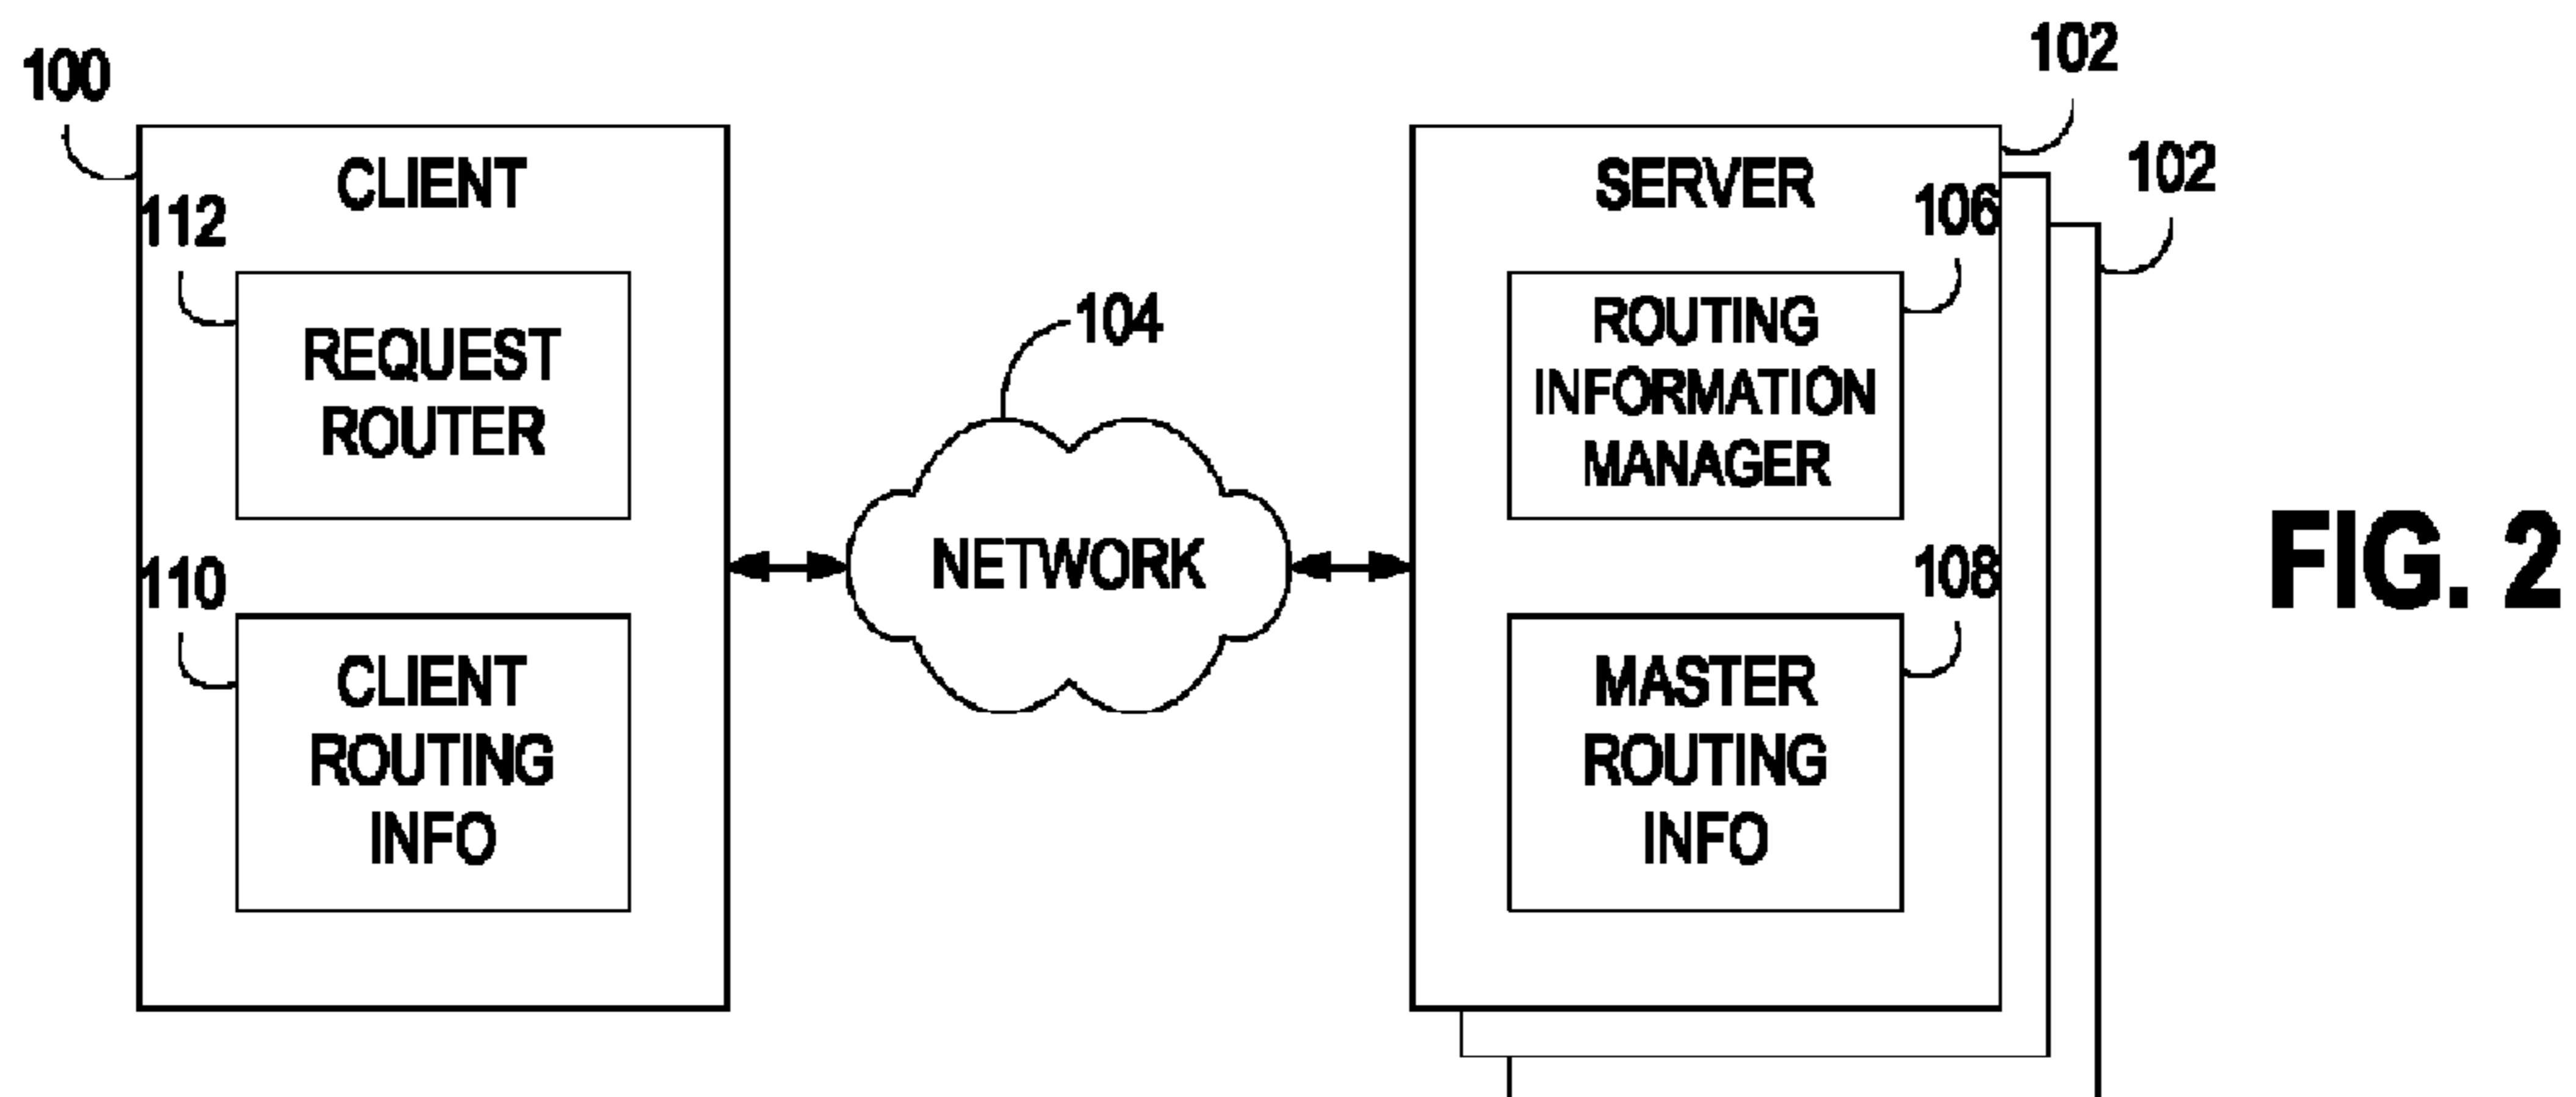 100
CLIENT
112
REQUEST
ROUTER
110
CLIENT
ROUTING
INFO
104
NETWORK
102
102
SERVER
106
ROUTING
INFORMATION
MANAGER
108
MASTER
ROUTING
INFO
FIG. 2